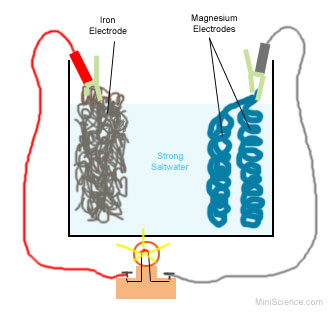 Iron
Electrode
Magnesium
Electrodes
Strong
Saltwater
MiniScience.com